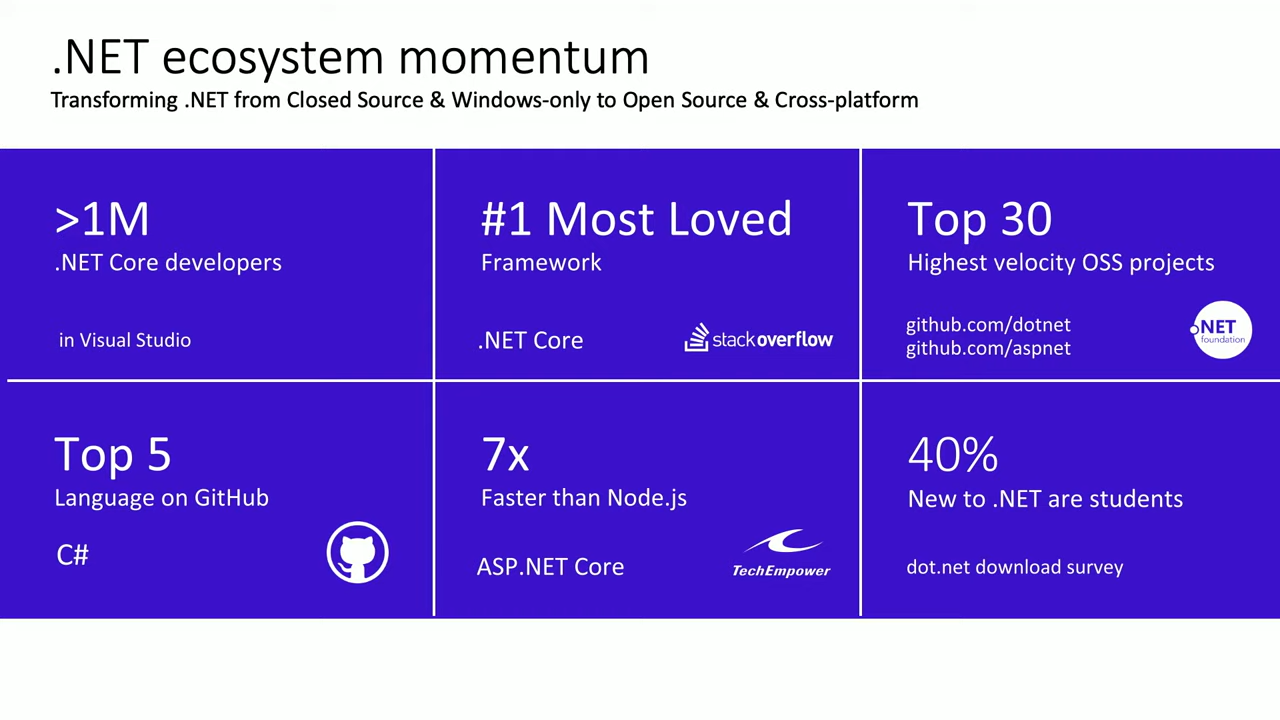 .NET ecosystem momentum
Transforming .NET from Closed Source & Windows-only to Open Source & Cross-platform
>1M
.NET Core developers
in Visual Studio
#1 Most Loved
Framework
.NET Core
stackoverflow
Top 30
Highest velocity OSS projects
github.com/dotnet
github.com/aspnet
.NET
foundation
Top 5
Language on GitHub
C#
7x
Faster than Node.js
ASP.NET Core
TechEmpower
40%
New to .NET are students
dot.net download survey